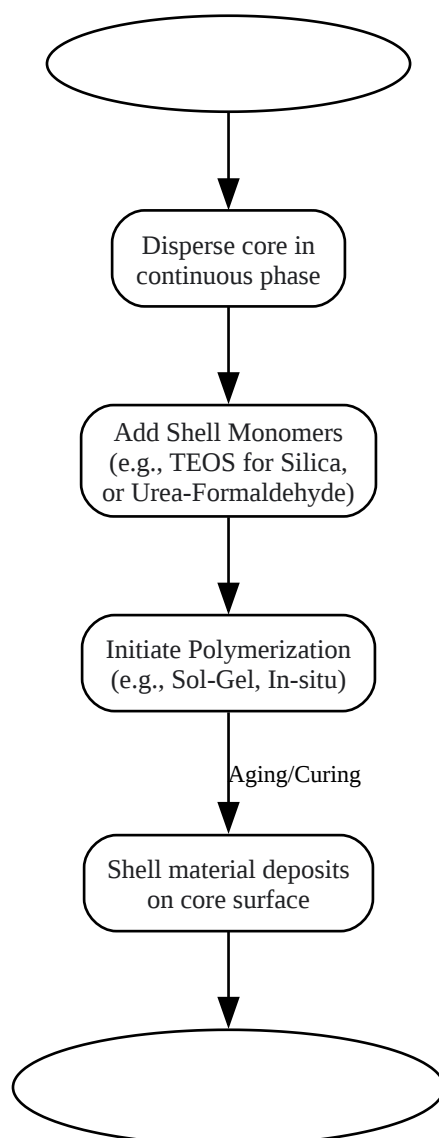 Disperse core in
continuous phase
Add Shell Monomers
(e.g., TEOS for Silica,
or Urea-Formaldehyde)
Initiate Polymerization
(e.g., Sol-Gel, In-situ)
Aging/Curing
Shell material deposits
on core surface